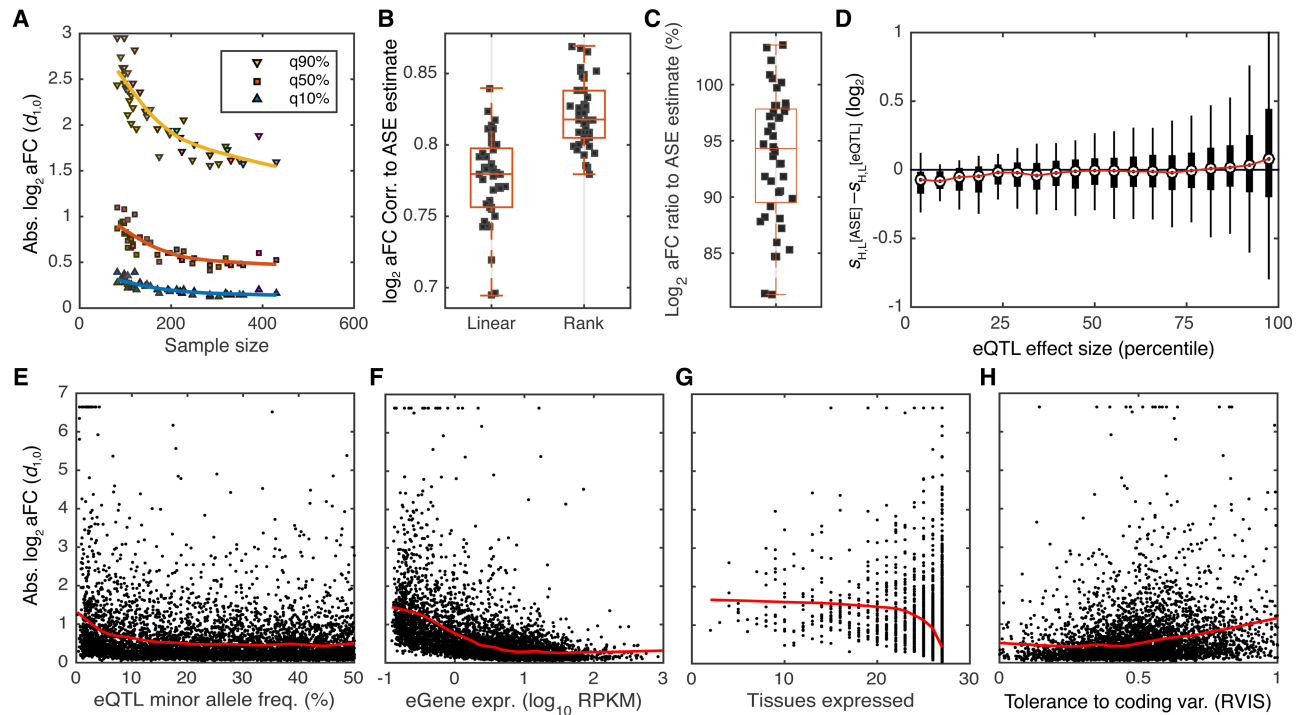 A
Abs. log2 aFC (d1,0)
3
2.5
2
1.5
1
0.5
0
q90%
q50%
q10%
0
200
400
600
Sample size
B
log2 aFC Corr. to ASE estimate
0.85
0.8
0.75
0.7
Linear
Rank
C
Log2 aFC ratio to ASE estimate (%)
100
95
90
85
D
sH,L[ASE] −sH,L[eQTL] (log2)
1
0.5
0
-0.5
-1
0
25
50
75
100
eQTL effect size (percentile)
E
Abs. log2 aFC (d1,0)
7
6
5
4
3
2
1
0
0
10
20
30
40
50
eQTL minor allele freq. (%)
F
-1
0
1
2
3
eGene expr. (log10 RPKM)
G
0
10
20
30
Tissues expressed
H
0
0.5
1
Tolerance to coding var. (RVIS)